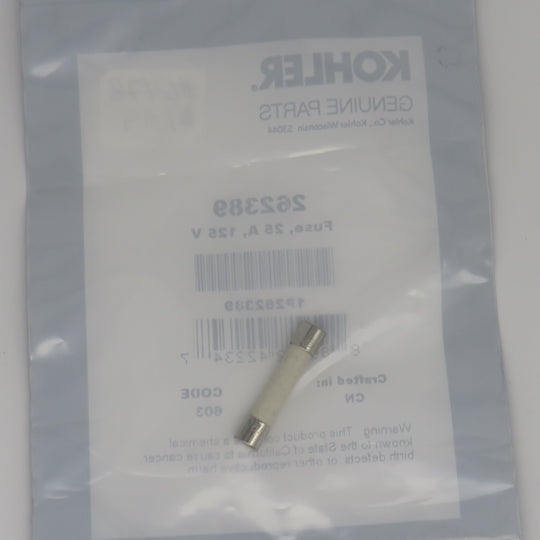 KOHLER®
GENUINE PARTS
Kohler Co., Kohler Wisconsin 53044
262389
Fuse, 25 A, 125 V
1P262389
Crafted in:
CN
CODE
603
Warning: This product a chemical
known to the State of California to cause cancer
birth defects, or other reproductive harm